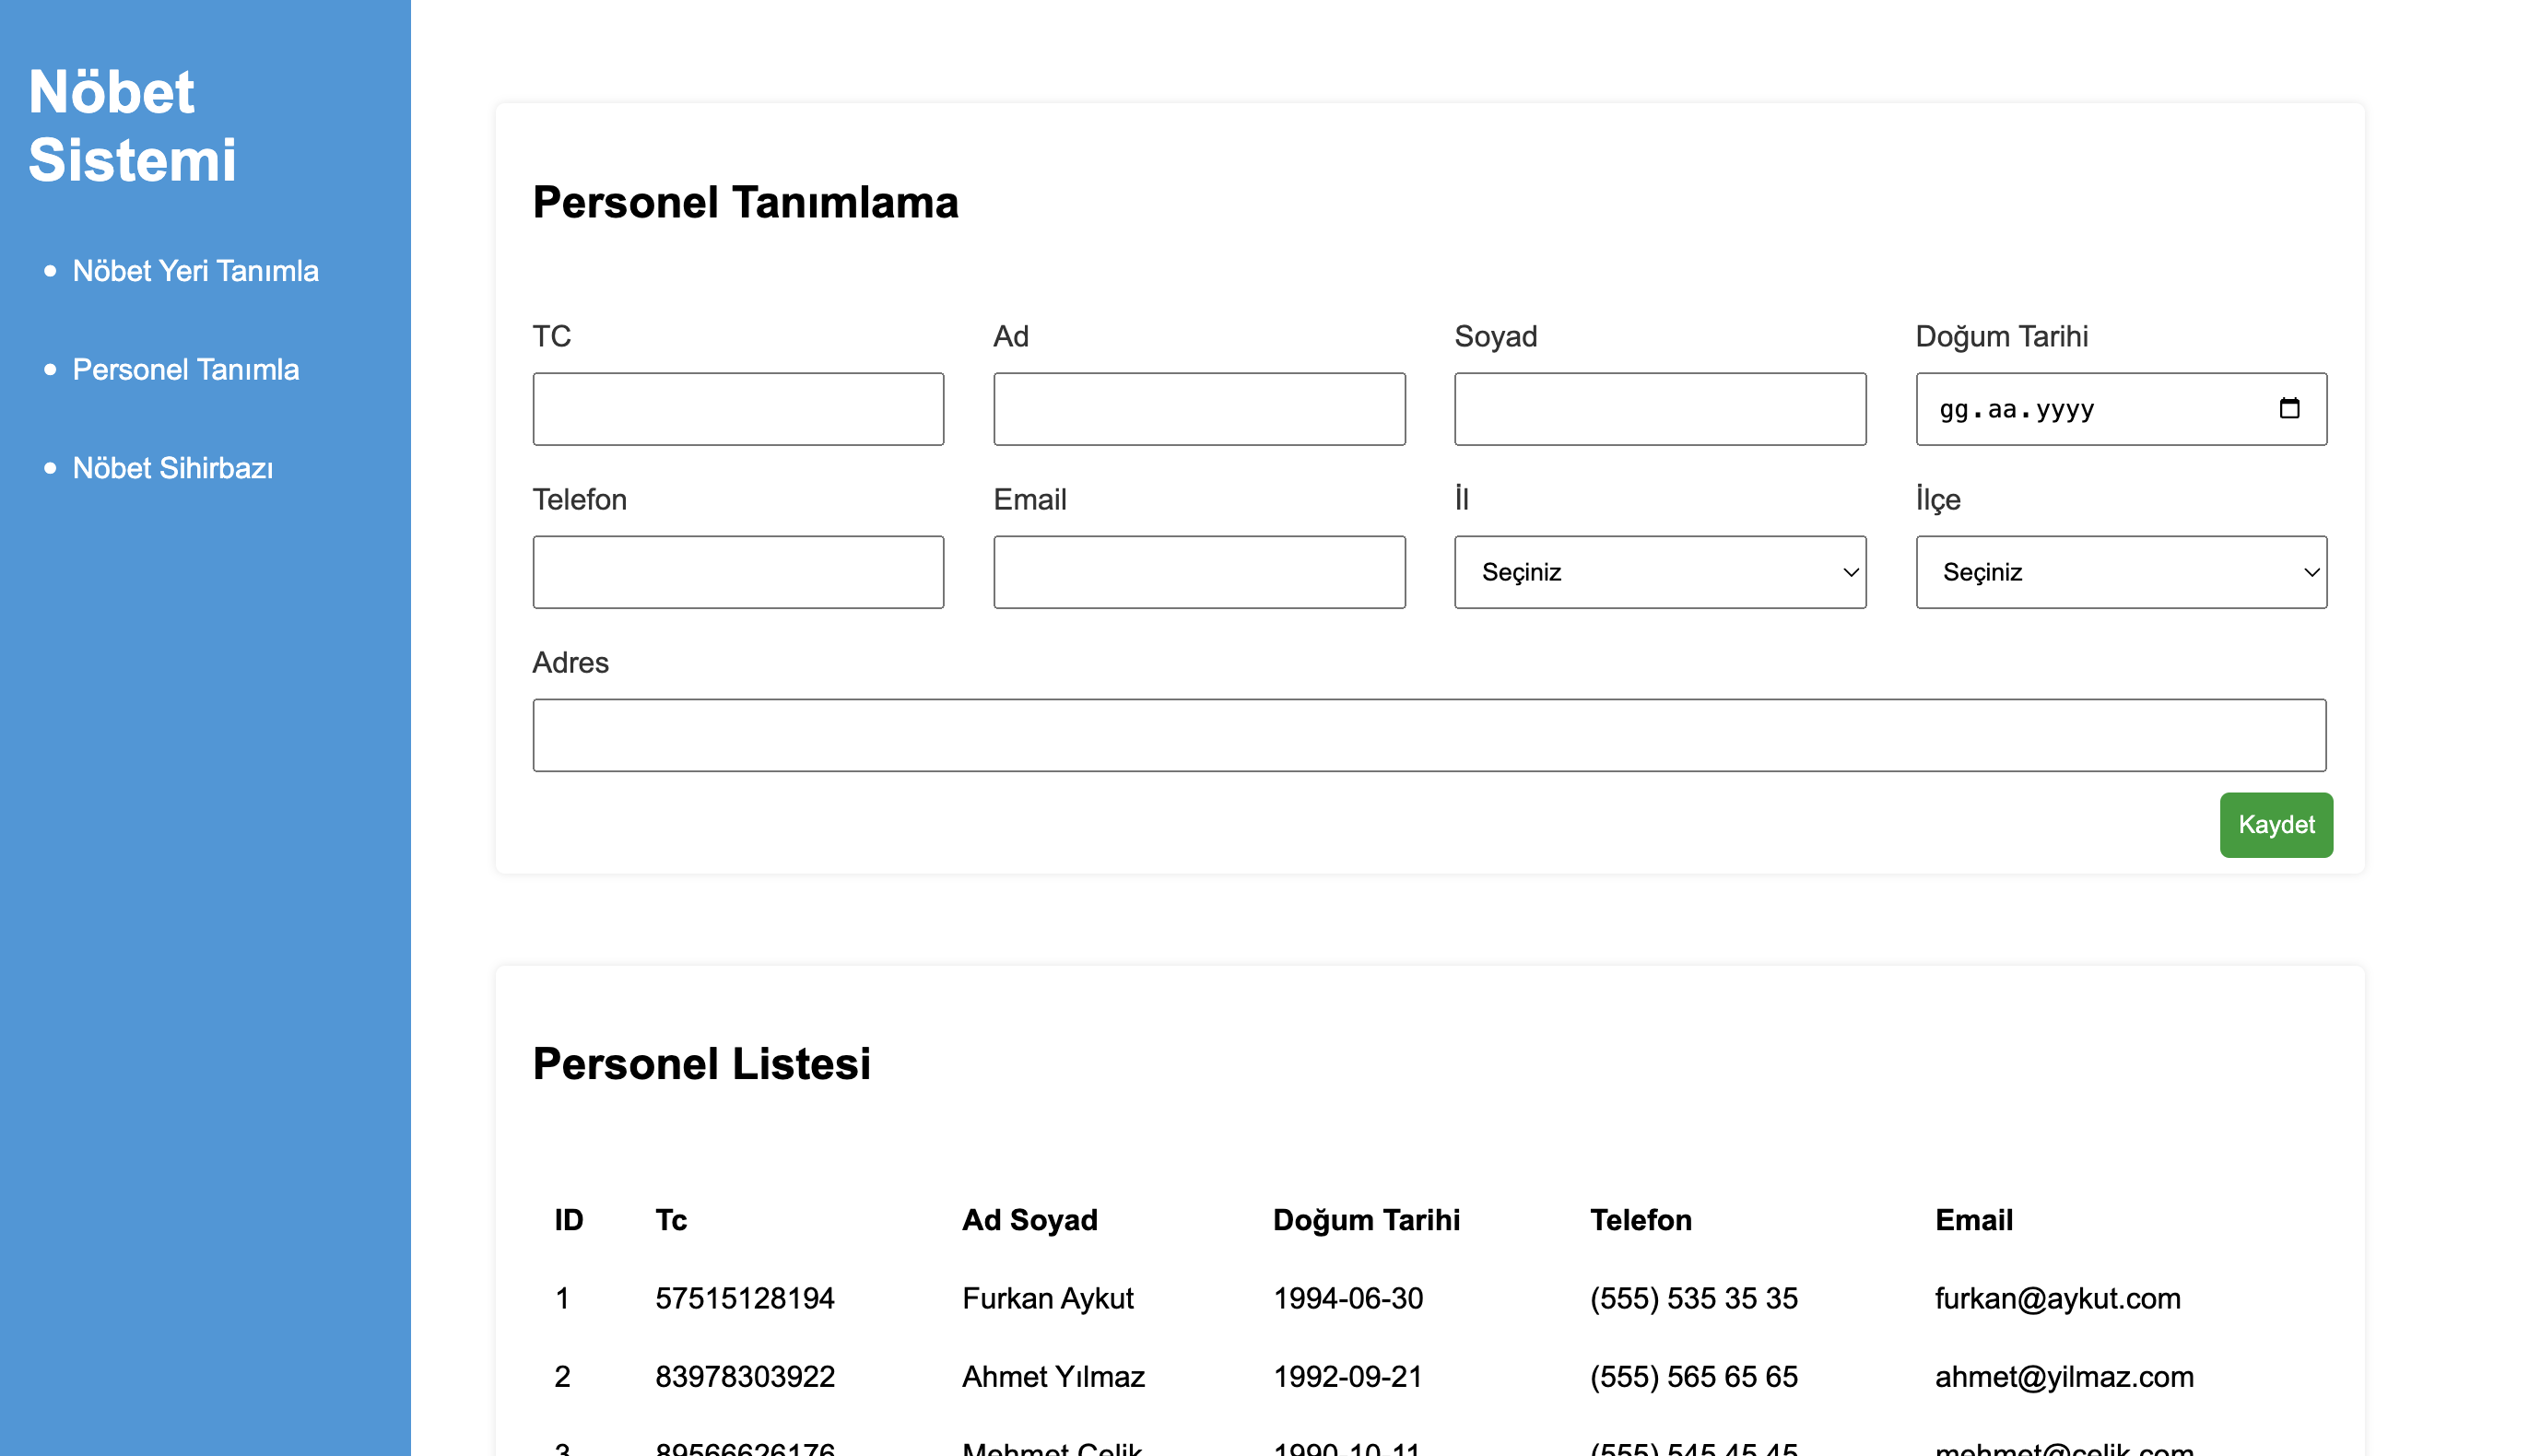 Nöbet
Sistemi
Nöbet Yeri Tanımla
Personel Tanımla
Nöbet Sihirbazı
Personel Tanımlama
TC Ad Soyad Doğum Tarihi
gg.aa.yyyy
Telefon Email İl İlçe
Seçiniz Seçiniz
Adres
Kaydet
Personel Listesi
ID Tc Ad Soyad Doğum Tarihi Telefon Email
1 57515128194 Furkan Aykut 1994-06-30 (555) 535 35 35 furkan@aykut.com
2 83978303922 Ahmet Yılmaz 1992-09-21 (555) 565 65 65 ahmet@yilmaz.com
3 89566626176 Mehmet Çelik 1990-10-11 (555) 545 45 45 mehmet@celik.com